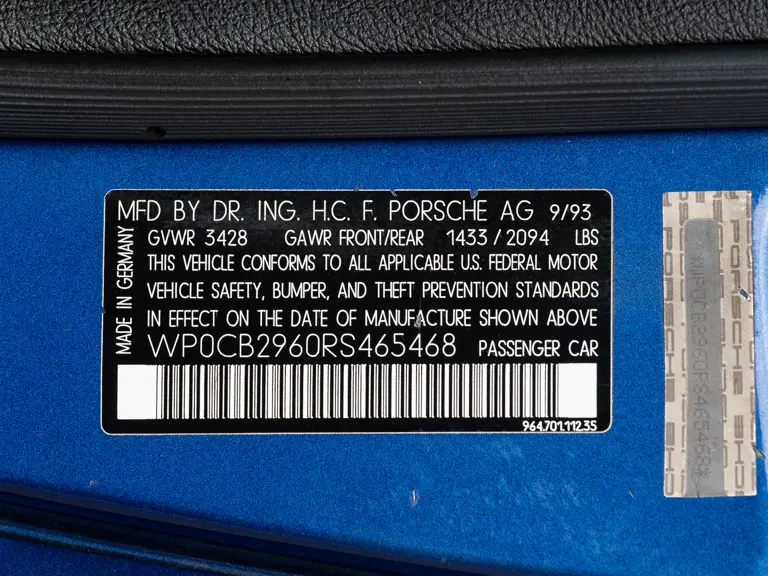 MFD BY DR. ING. H.C. F. PORSCHE AG 9/93
GVWR 3428 GAWR FRONT/REAR 1433 / 2094 LBS
THIS VEHICLE CONFORMS TO ALL APPLICABLE U.S. FEDERAL MOTOR
VEHICLE SAFETY, BUMPER, AND THEFT PREVENTION STANDARDS
IN EFFECT ON THE DATE OF MANUFACTURE SHOWN ABOVE
WP0CB2960RS465468 PASSENGER CAR
964.701.112.35
MADE IN GERMANY
PORSCHE
*WP0CB2960RS465468*